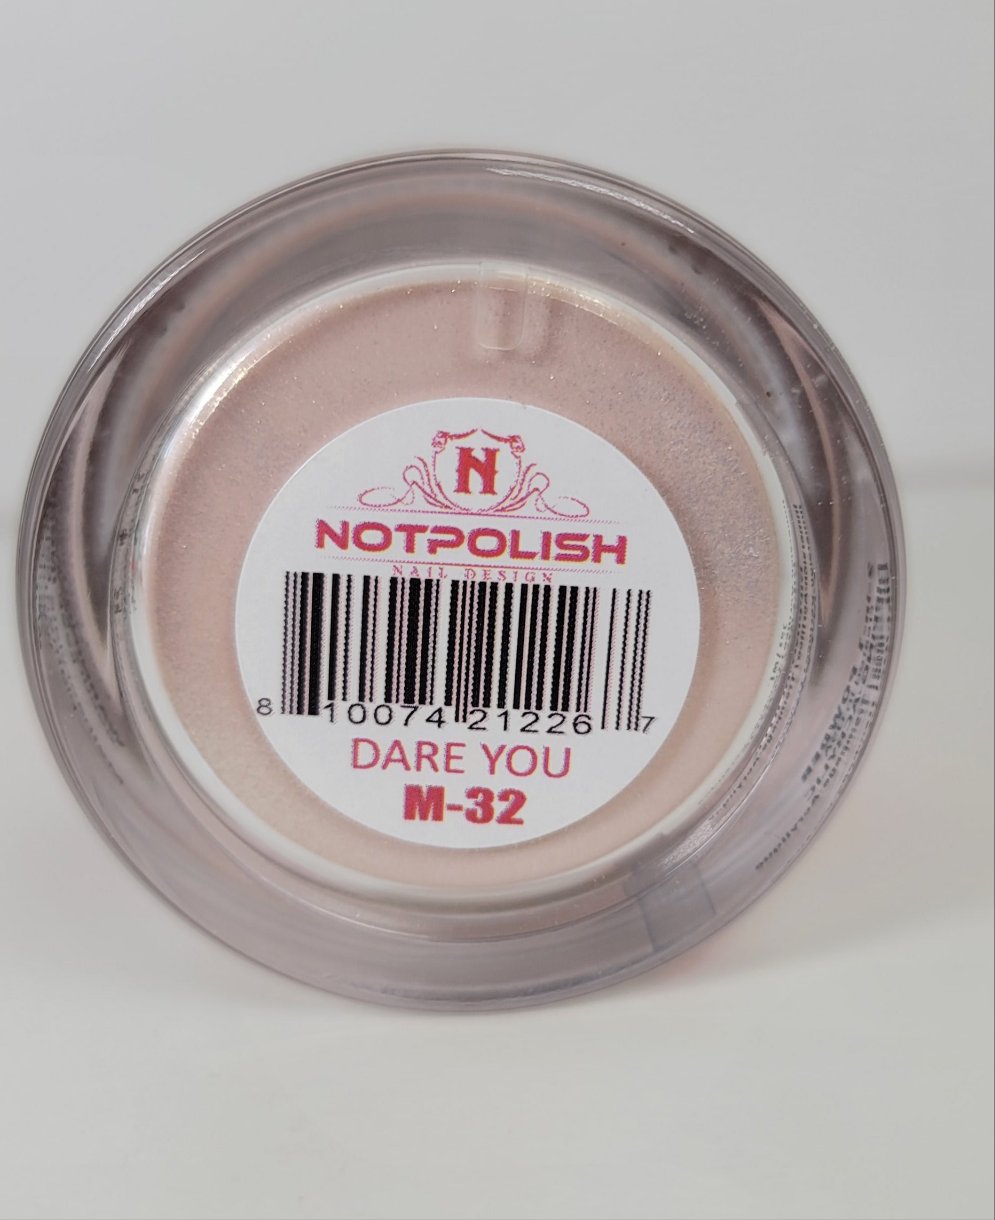 N
NOTPOLISH
NAIL DESIGN
8 10074 21226 7
DARE YOU
M-32